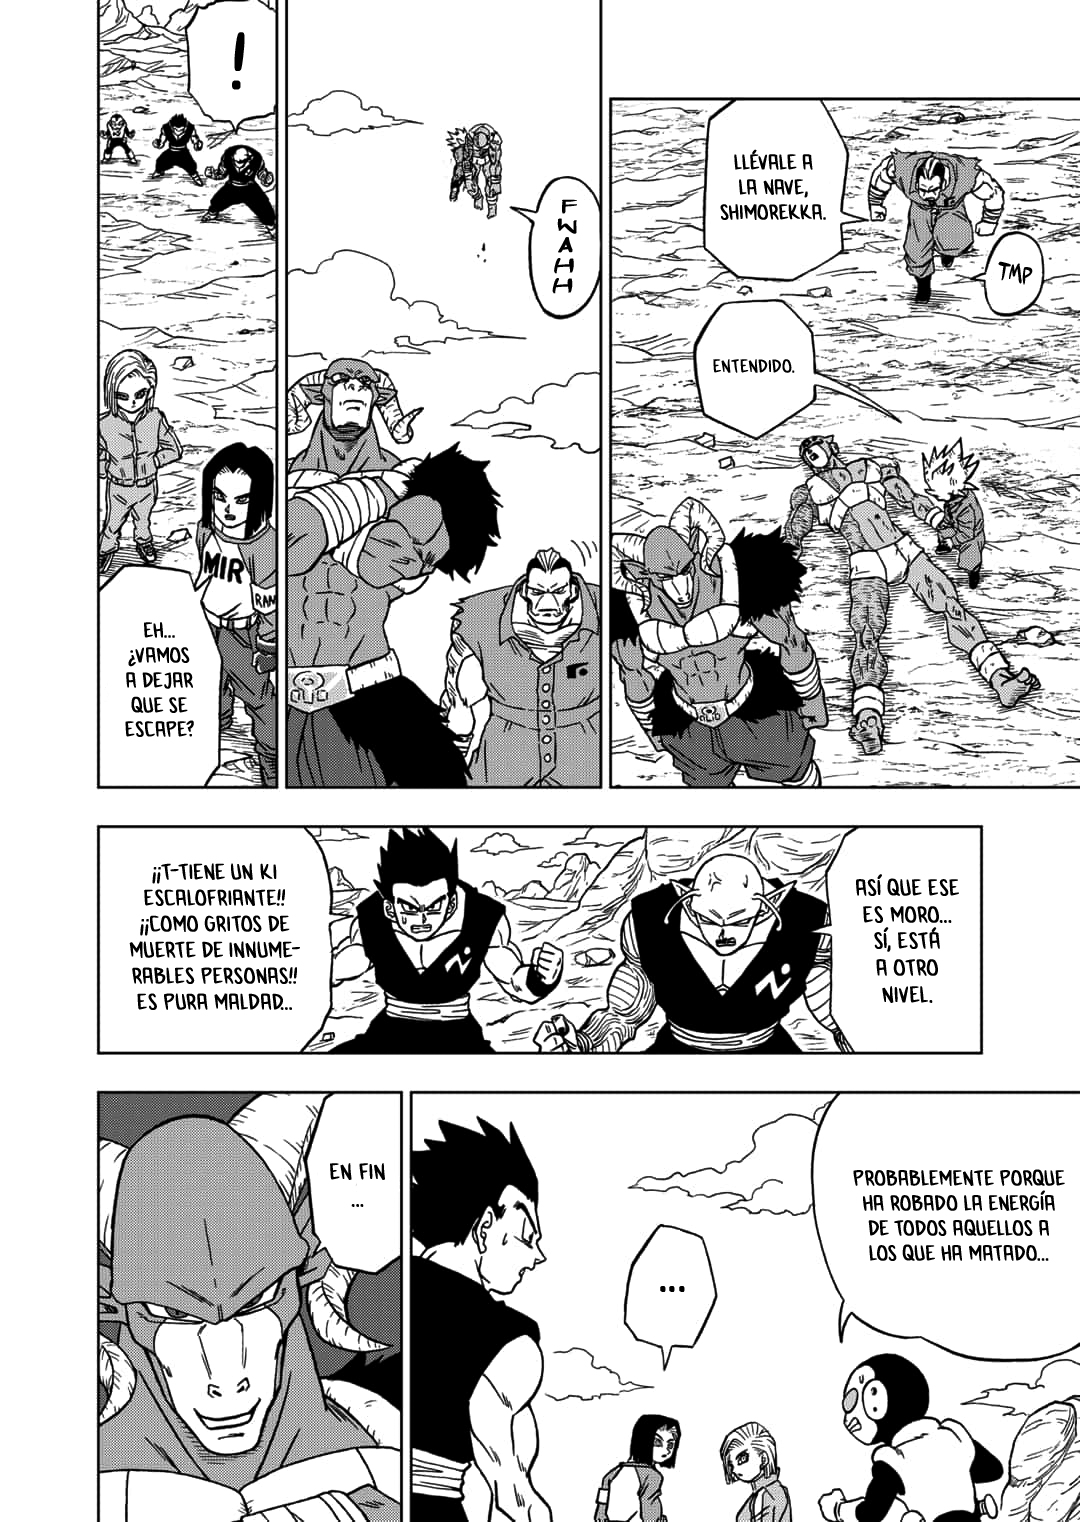 LLÉVALE A
LA NAVE,
SHIMOREKKA.
TMP
ENTENDIDO.
FWAHH
!
MIR
RAN
EH...
¿VAMOS
A DEJAR
QUE SE
ESCAPE?
ASÍ QUE ESE
ES MORO...
SÍ, ESTÁ
A OTRO
NIVEL.
¡¡T-TIENE UN KI
ESCALOFRIANTE!!
¡¡COMO GRITOS DE
MUERTE DE INNUME-
RABLES PERSONAS!!
ES PURA MALDAD...
PROBABLEMENTE PORQUE
HA ROBADO LA ENERGÍA
DE TODOS AQUELLOS A
LOS QUE HA MATADO...
...
EN FIN
...